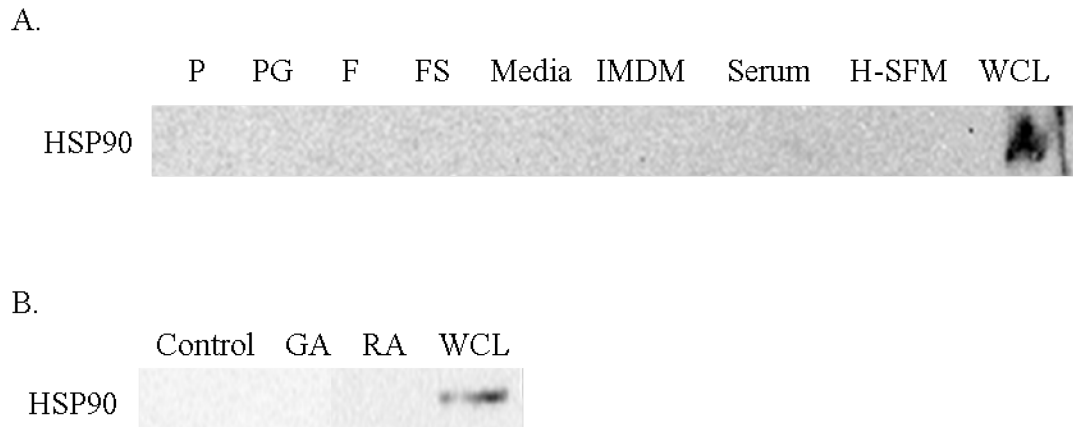 A.
P PG F FS Media IMDM Serum H-SFM WCL
HSP90
B.
Control GA RA WCL
HSP90